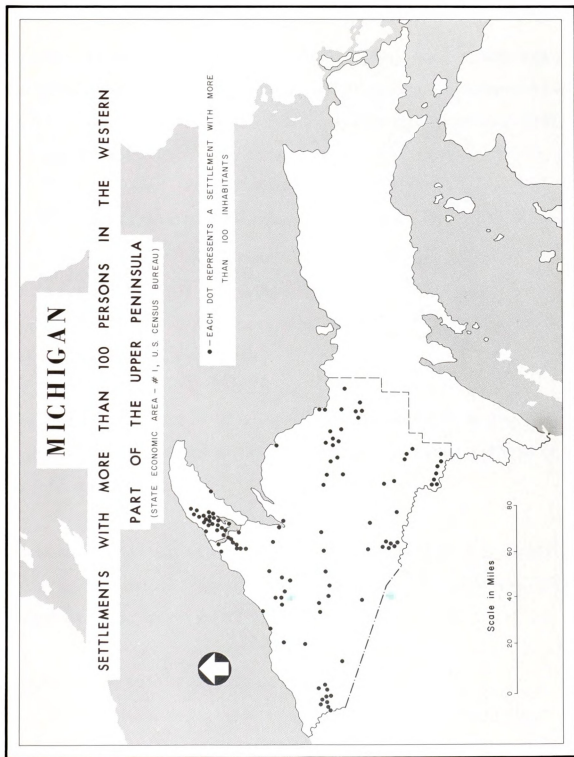 MICHIGAN
SETTLEMENTS WITH MORE THAN 100 PERSONS IN THE WESTERN
PART OF THE UPPER PENINSULA
(STATE ECONOMIC AREA - # 1, U.S. CENSUS BUREAU)
● - EACH DOT REPRESENTS A SETTLEMENT WITH MORE
THAN 100 INHABITANTS
Scale in Miles
0 20 40 60 80